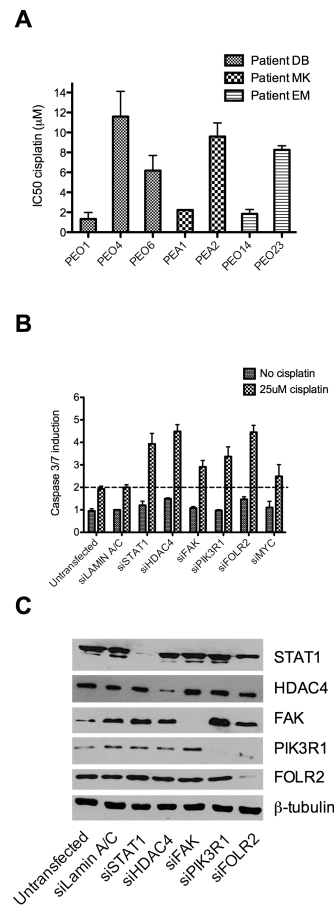 A
Patient DB
Patient MK
Patient EM
IC50 cisplatin (μM)
14
12
10
8
6
4
2
0
PEO1
PEO4
PEO6
PEA1
PEA2
PEO14
PEO23
B
No cisplatin
25uM cisplatin
Caspase 3/7 induction
6
5
4
3
2
1
0
Untransfected
siLAMIN A/C
siSTAT1
siHDAC4
siFAK
siPIK3R1
siFOLR2
siMYC
C
STAT1
HDAC4
FAK
PIK3R1
FOLR2
β-tubulin
Untransfected
siLamin A/C
siSTAT1
siHDAC4
siFAK
siPIK3R1
siFOLR2